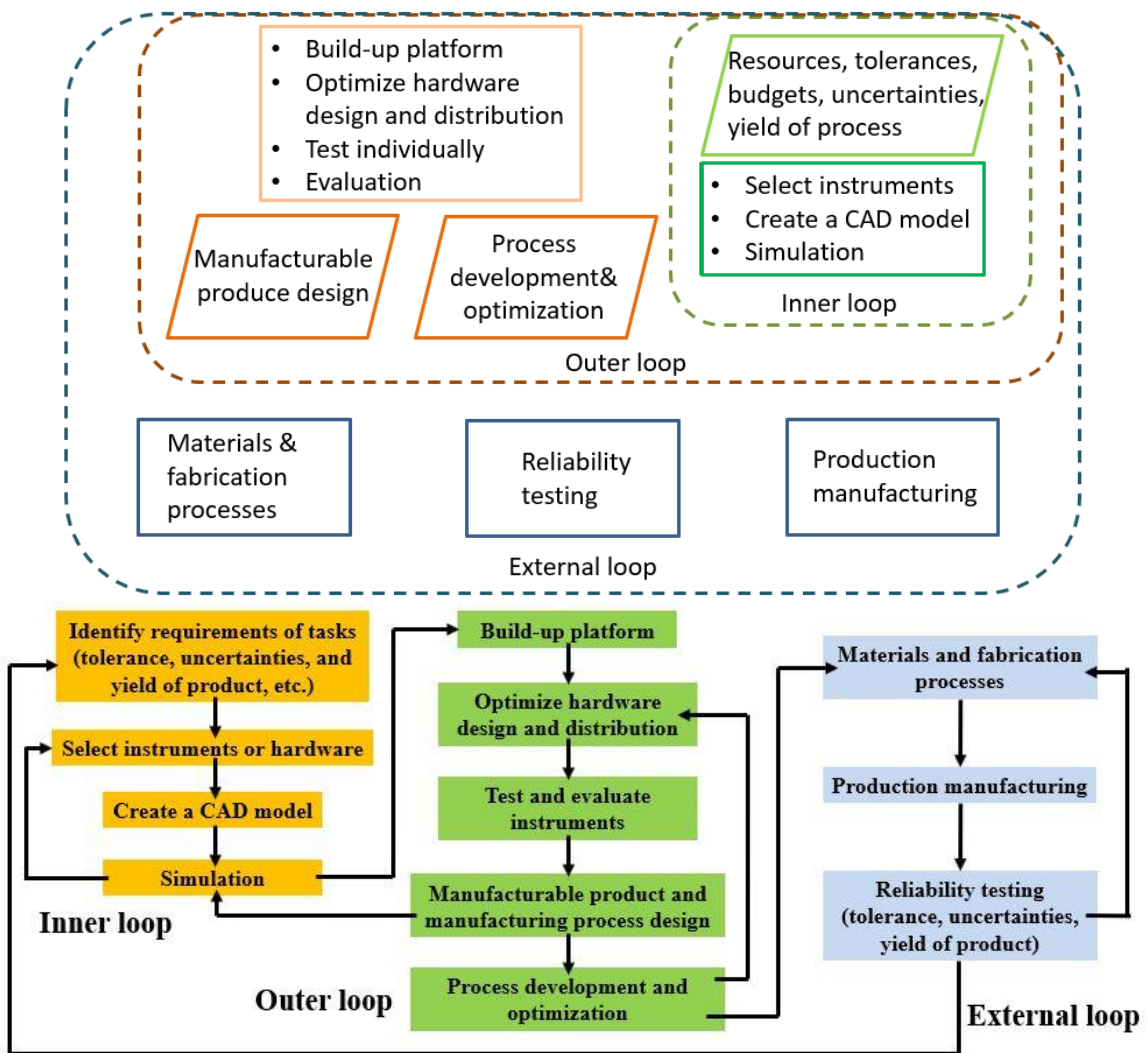 • Build-up platform
• Optimize hardware
design and distribution
• Test individually
• Evaluation
Resources, tolerances,
budgets, uncertainties,
yield of process
• Select instruments
• Create a CAD model
• Simulation
Inner loop
Manufacturable
produce design
Process
development&
optimization
Outer loop
Materials &
fabrication
processes
Reliability
testing
Production
manufacturing
External loop
Identify requirements of tasks
(tolerance, uncertainties, and
yield of product, etc.)
Select instruments or hardware
Create a CAD model
Simulation
Inner loop
Build-up platform
Optimize hardware
design and distribution
Test and evaluate
instruments
Manufacturable product and
manufacturing process design
Process development and
optimization
Outer loop
Materials and fabrication
processes
Production manufacturing
Reliability testing
(tolerance, uncertainties,
yield of product)
External loop